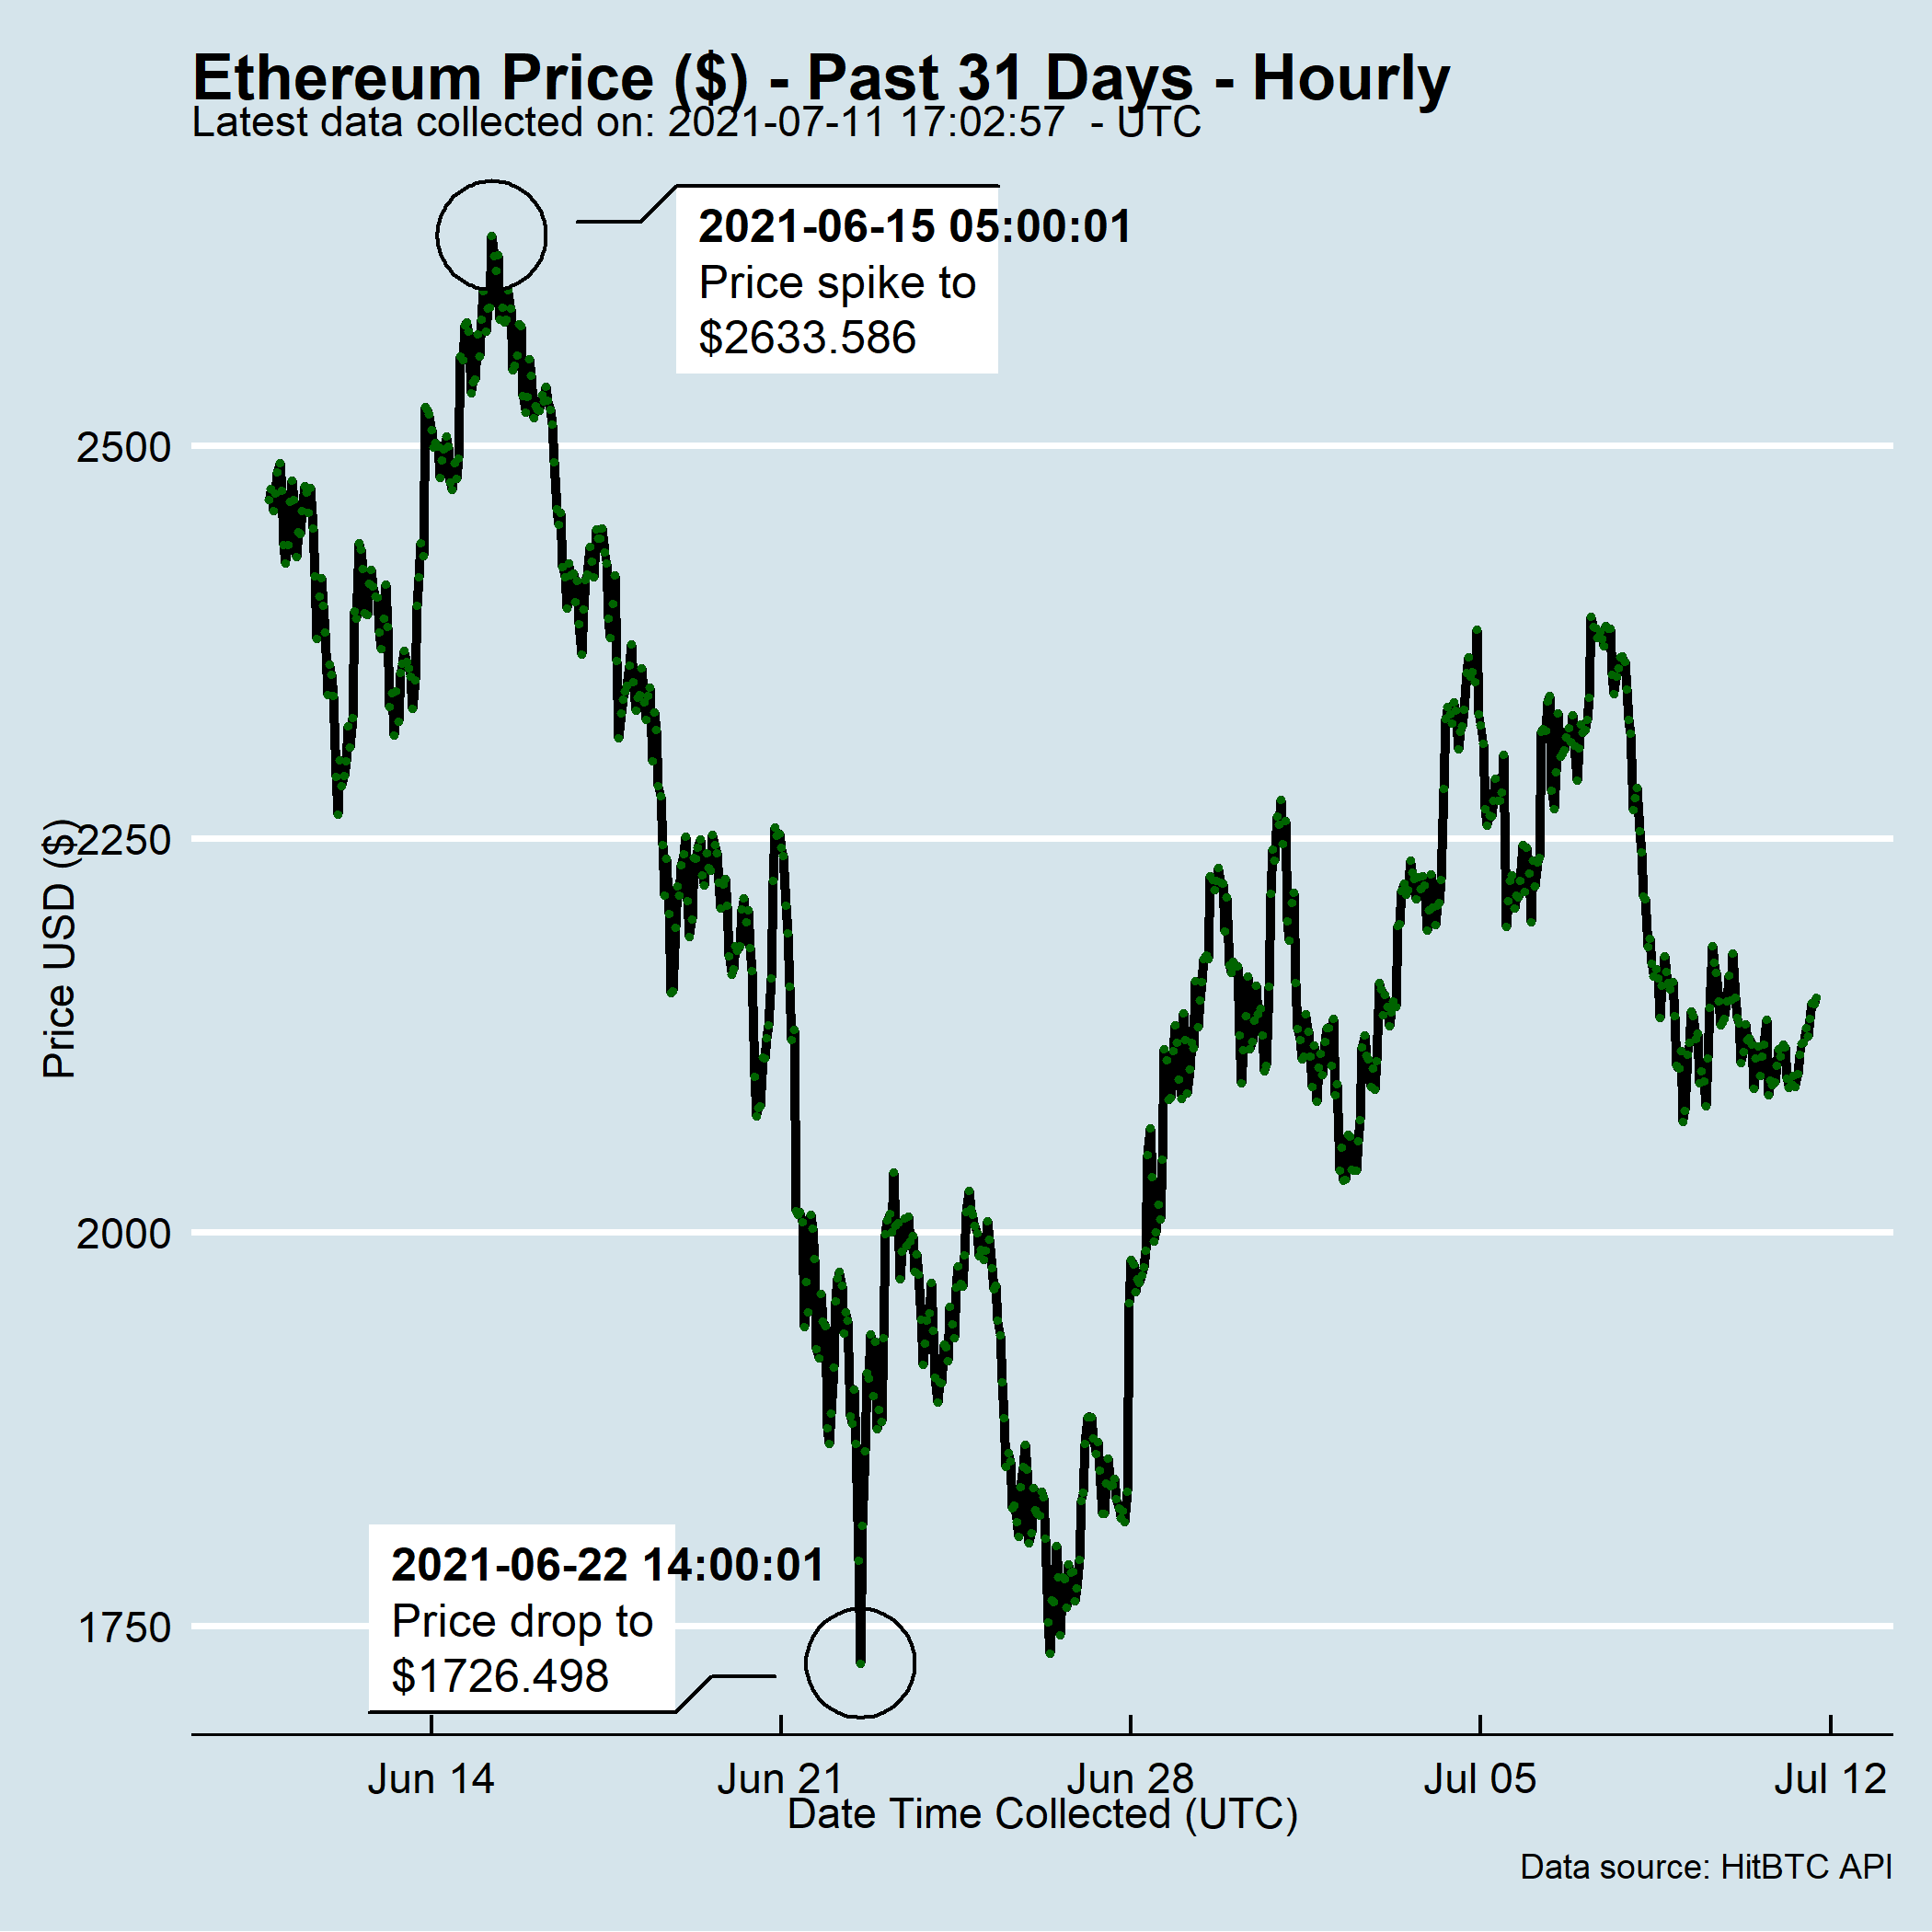 Ethereum Price ($) - Past 31 Days - Hourly
Latest data collected on: 2021-07-11 17:02:57  - UTC
2021-06-15 05:00:01
Price spike to
$2633.586
2500
2250
2000
1750
Price USD ($)
2021-06-22 14:00:01
Price drop to
$1726.498
Jun 14
Jun 21
Jun 28
Jul 05
Jul 12
Date Time Collected (UTC)
Data source: HitBTC API